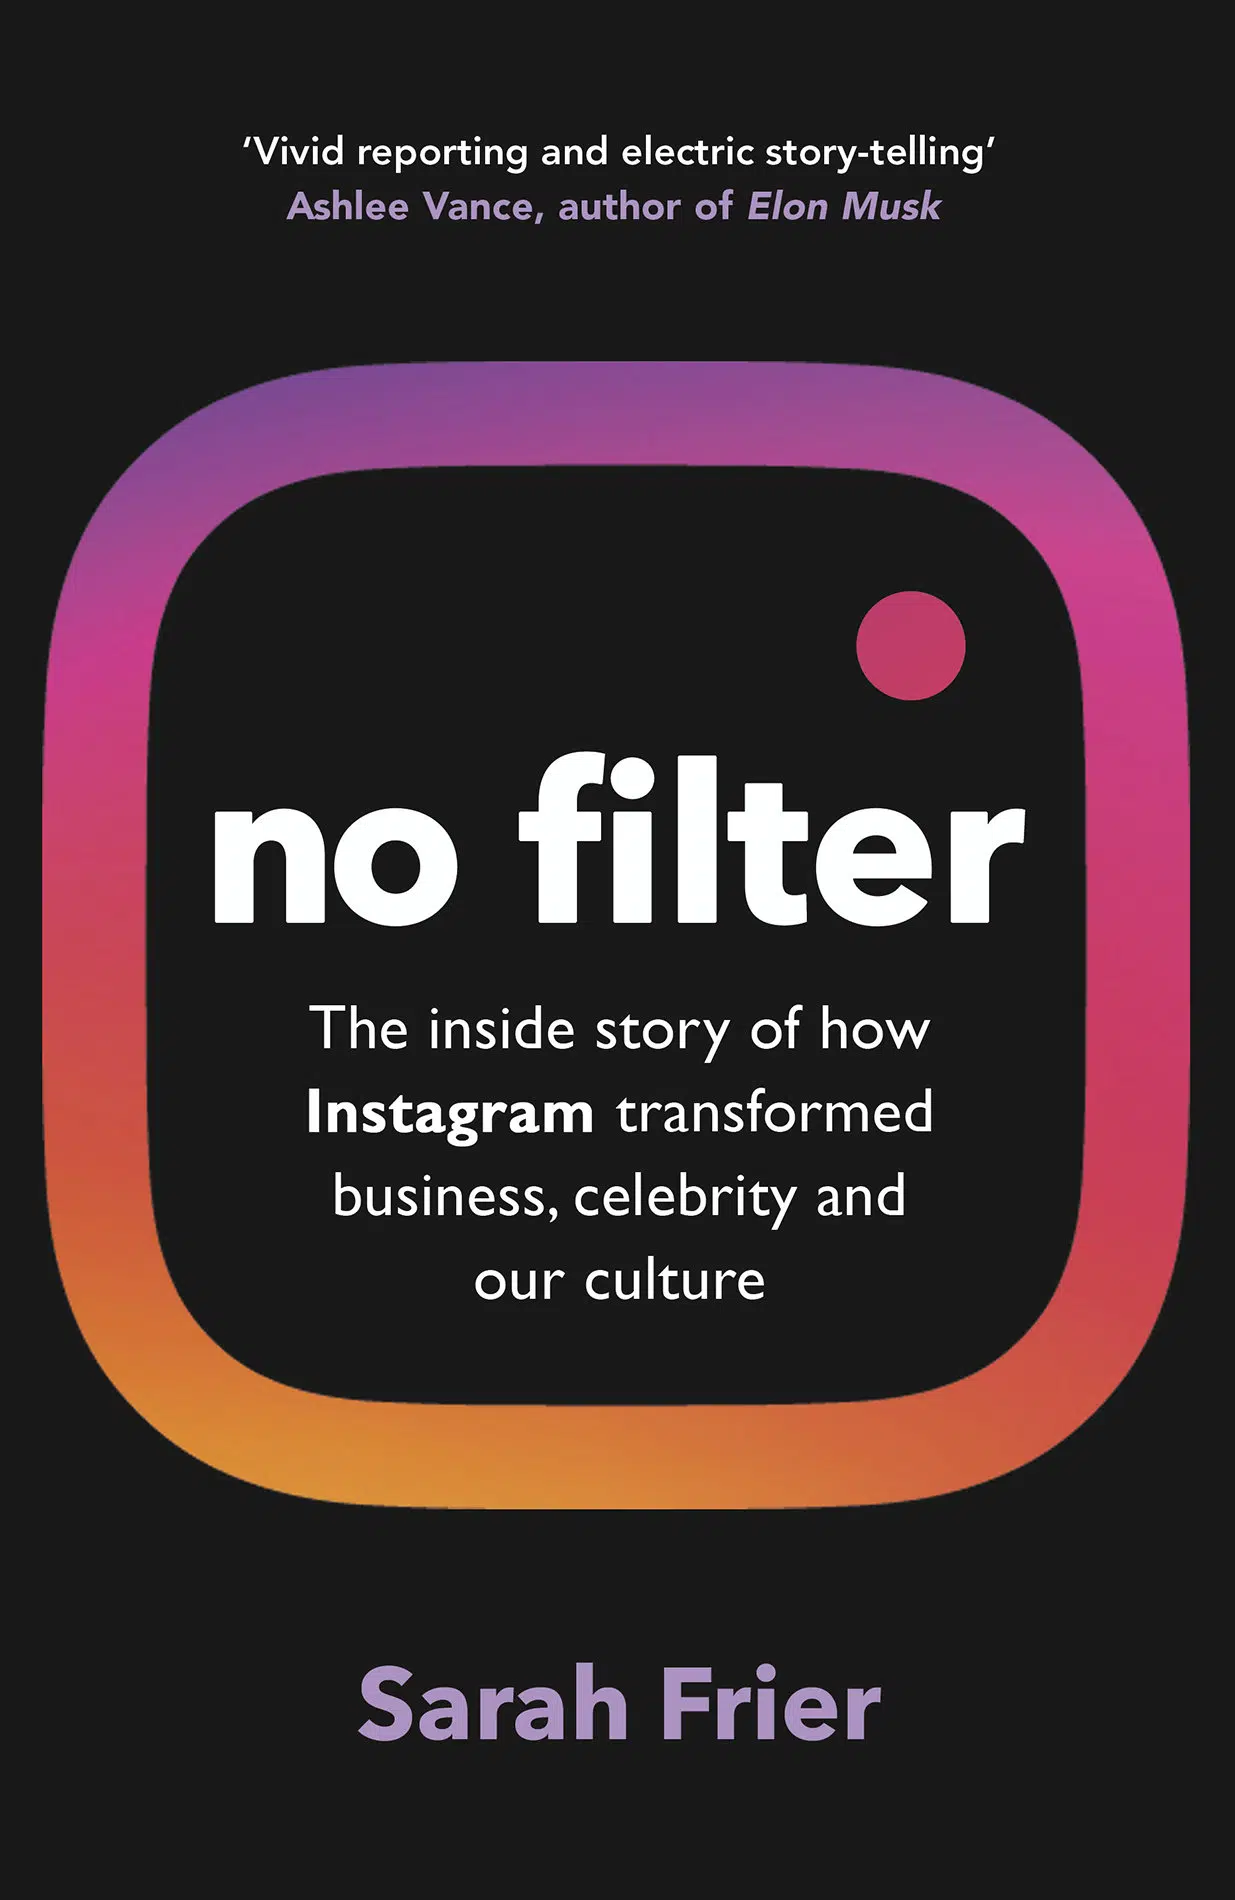 ‘Vivid reporting and electric story-telling’
Ashlee Vance, author of Elon Musk
no filter
The inside story of how
Instagram transformed
business, celebrity and
our culture
Sarah Frier